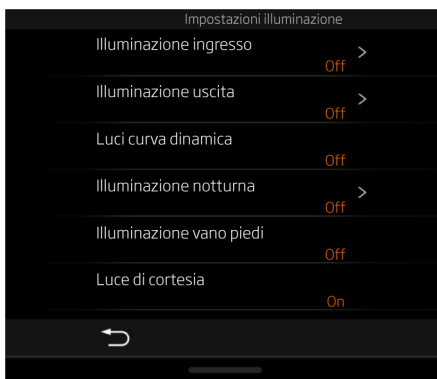 Impostazioni illuminazione
Illuminazione ingresso
Off
Illuminazione uscita
Off
Luci curva dinamica
Off
Illuminazione notturna
Off
Illuminazione vano piedi
Off
Luce di cortesia
On